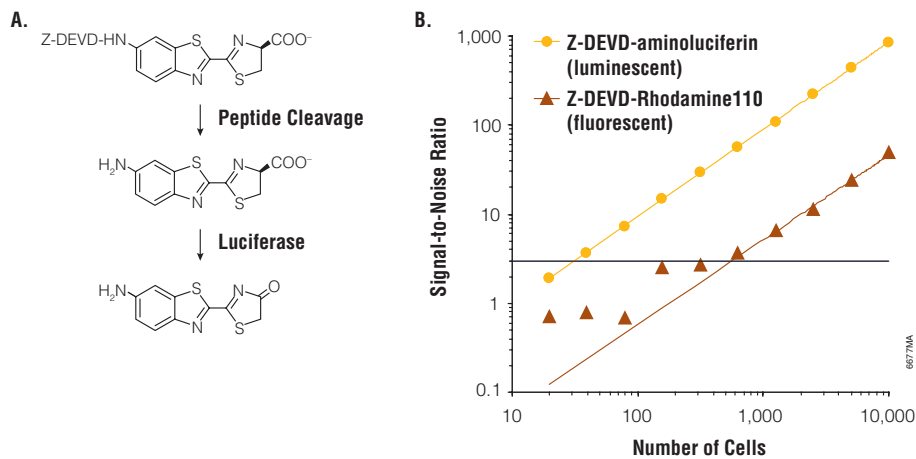 A.
Z-DEVD-HN
S
N
N
S
COO⁻
Peptide Cleavage
H₂N
S
N
N
S
COO⁻
Luciferase
H₂N
S
N
N
S
O
B.
1,000
100
10
1
0.1
Signal-to-Noise Ratio
Z-DEVD-aminoluciferin
(luminescent)
Z-DEVD-Rhodamine110
(fluorescent)
10
100
1,000
10,000
Number of Cells
6677MA